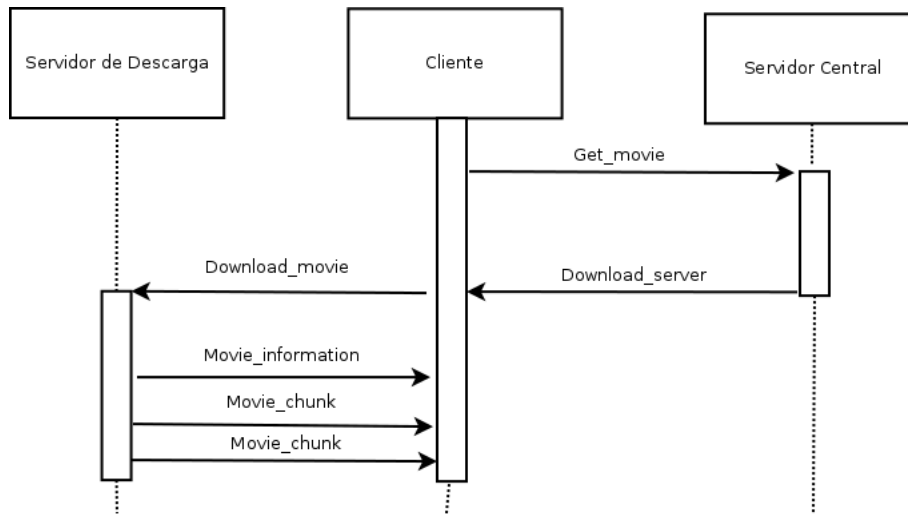 Servidor de Descarga
Cliente
Servidor Central
Get_movie
Download_movie
Download_server
Movie_information
Movie_chunk
Movie_chunk